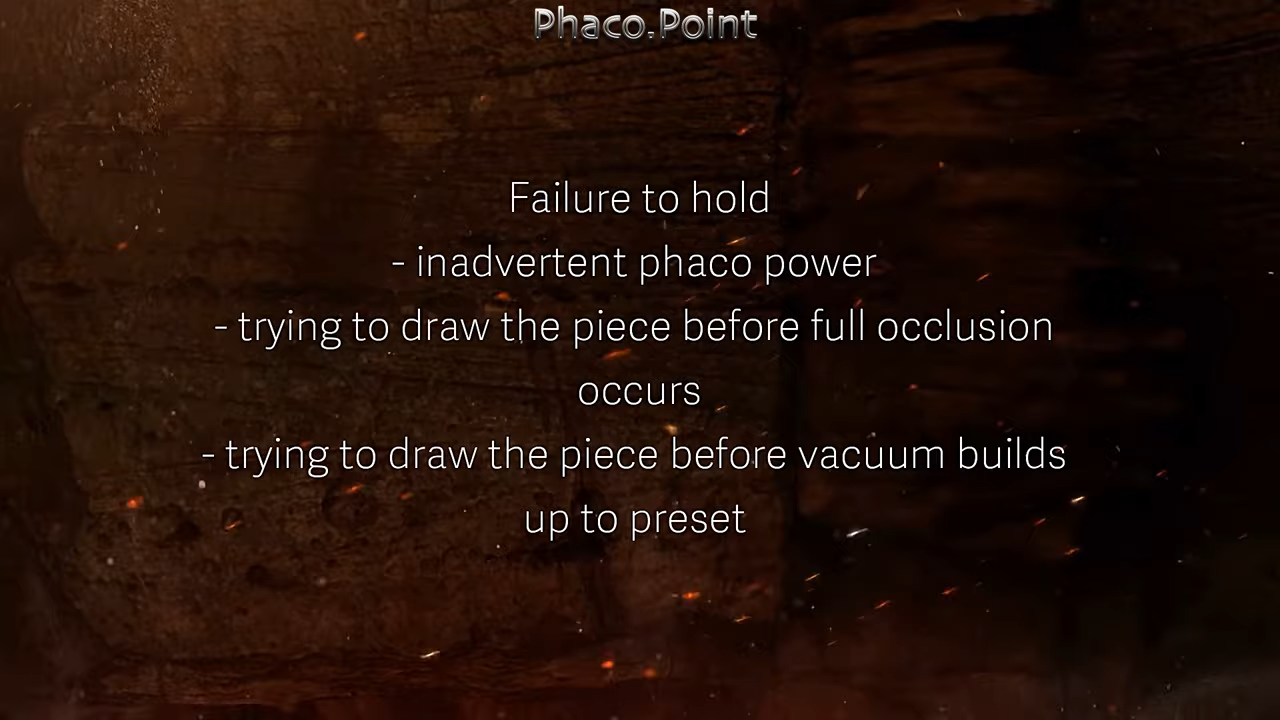 Phaco.Point
Failure to hold
- inadvertent phaco power
- trying to draw the piece before full occlusion
occurs
- trying to draw the piece before vacuum builds
up to preset